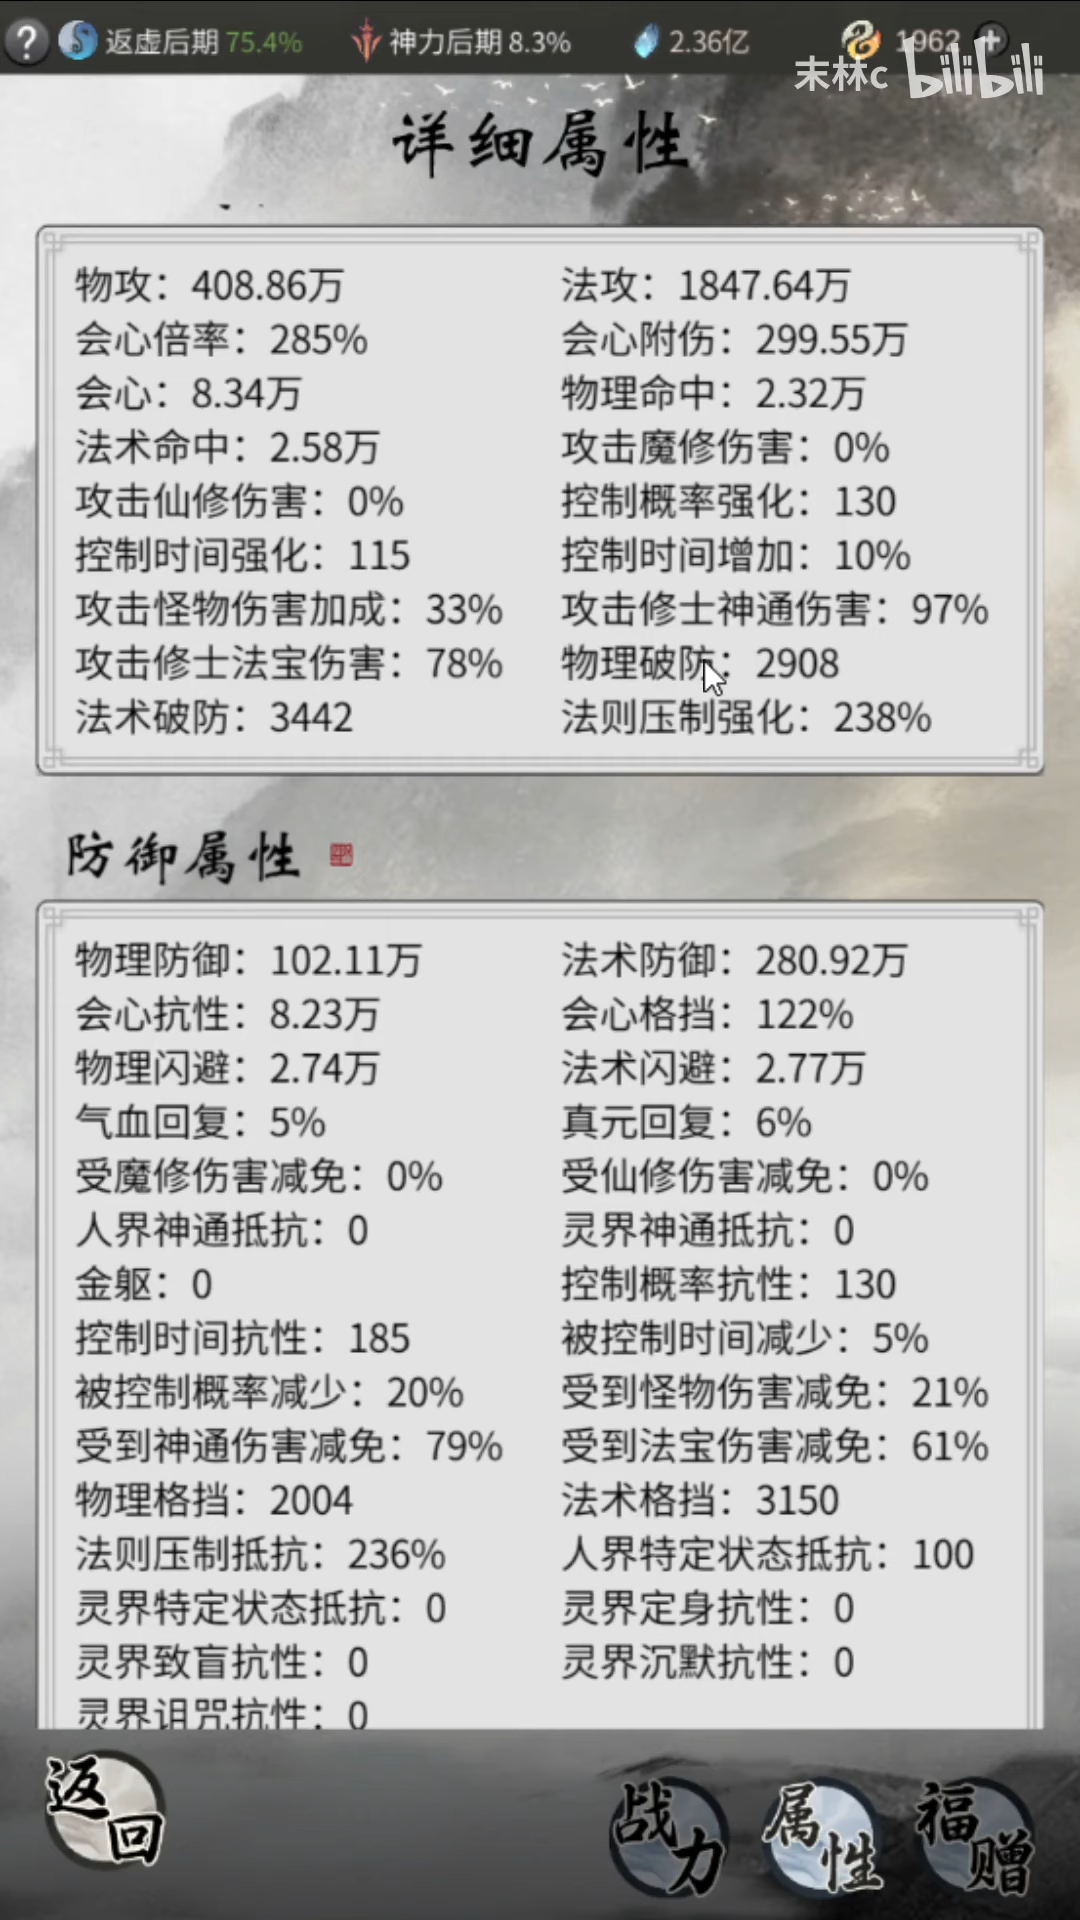 返虚后期 75.4% 神力后期 8.3% 2.36亿 1962
末林c bilibili
详细属性
物攻：408.86万 法攻：1847.64万
会心倍率：285% 会心附伤：299.55万
会心：8.34万 物理命中：2.32万
法术命中：2.58万 攻击魔修伤害：0%
攻击仙修伤害：0% 控制概率强化：130
控制时间强化：115 控制时间增加：10%
攻击怪物伤害加成：33% 攻击修士神通伤害：97%
攻击修士法宝伤害：78% 物理破防：2908
法术破防：3442 法则压制强化：238%
防御属性
物理防御：102.11万 法术防御：280.92万
会心抗性：8.23万 会心格挡：122%
物理闪避：2.74万 法术闪避：2.77万
气血回复：5% 真元回复：6%
受魔修伤害减免：0% 受仙修伤害减免：0%
人界神通抵抗：0 灵界神通抵抗：0
金躯：0 控制概率抗性：130
控制时间抗性：185 被控制时间减少：5%
被控制概率减少：20% 受到怪物伤害减免：21%
受到神通伤害减免：79% 受到法宝伤害减免：61%
物理格挡：2004 法术格挡：3150
法则压制抵抗：236% 人界特定状态抵抗：100
灵界特定状态抵抗：0 灵界定身抗性：0
灵界致盲抗性：0 灵界沉默抗性：0
灵界诅咒抗性：0
返回 战力 属性 福赠